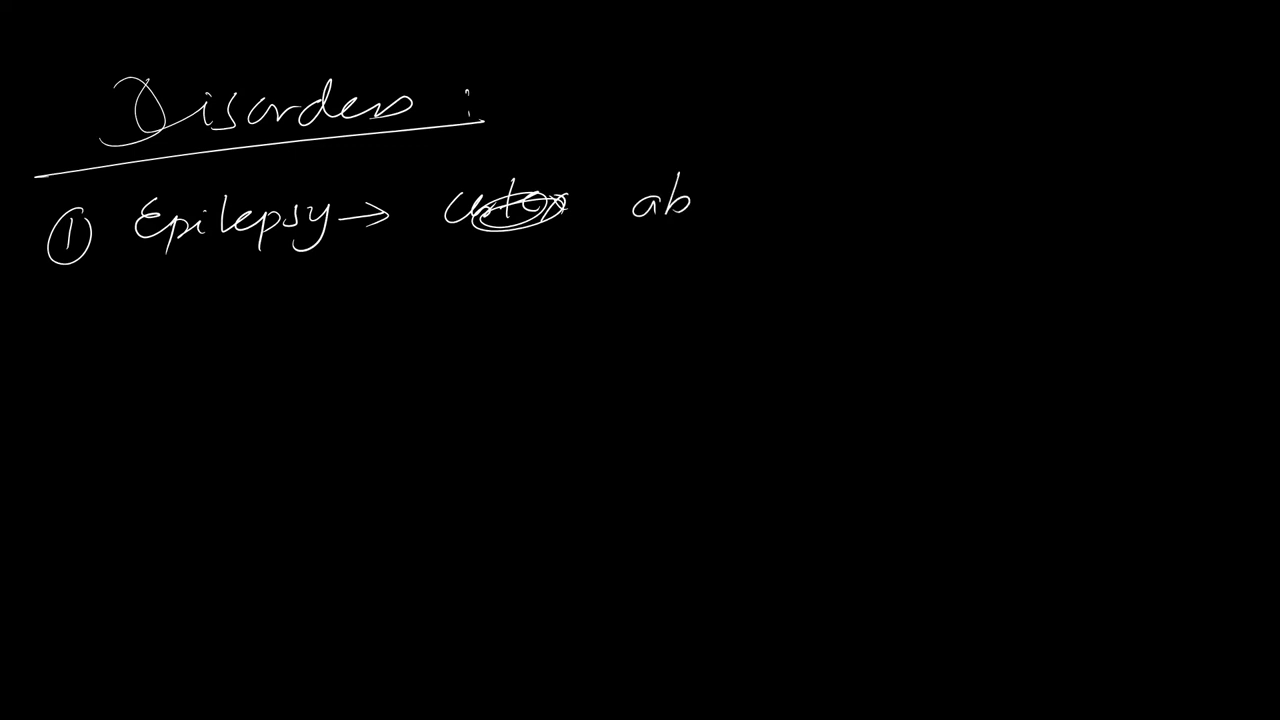 Disorders :
① Epilepsy → ab